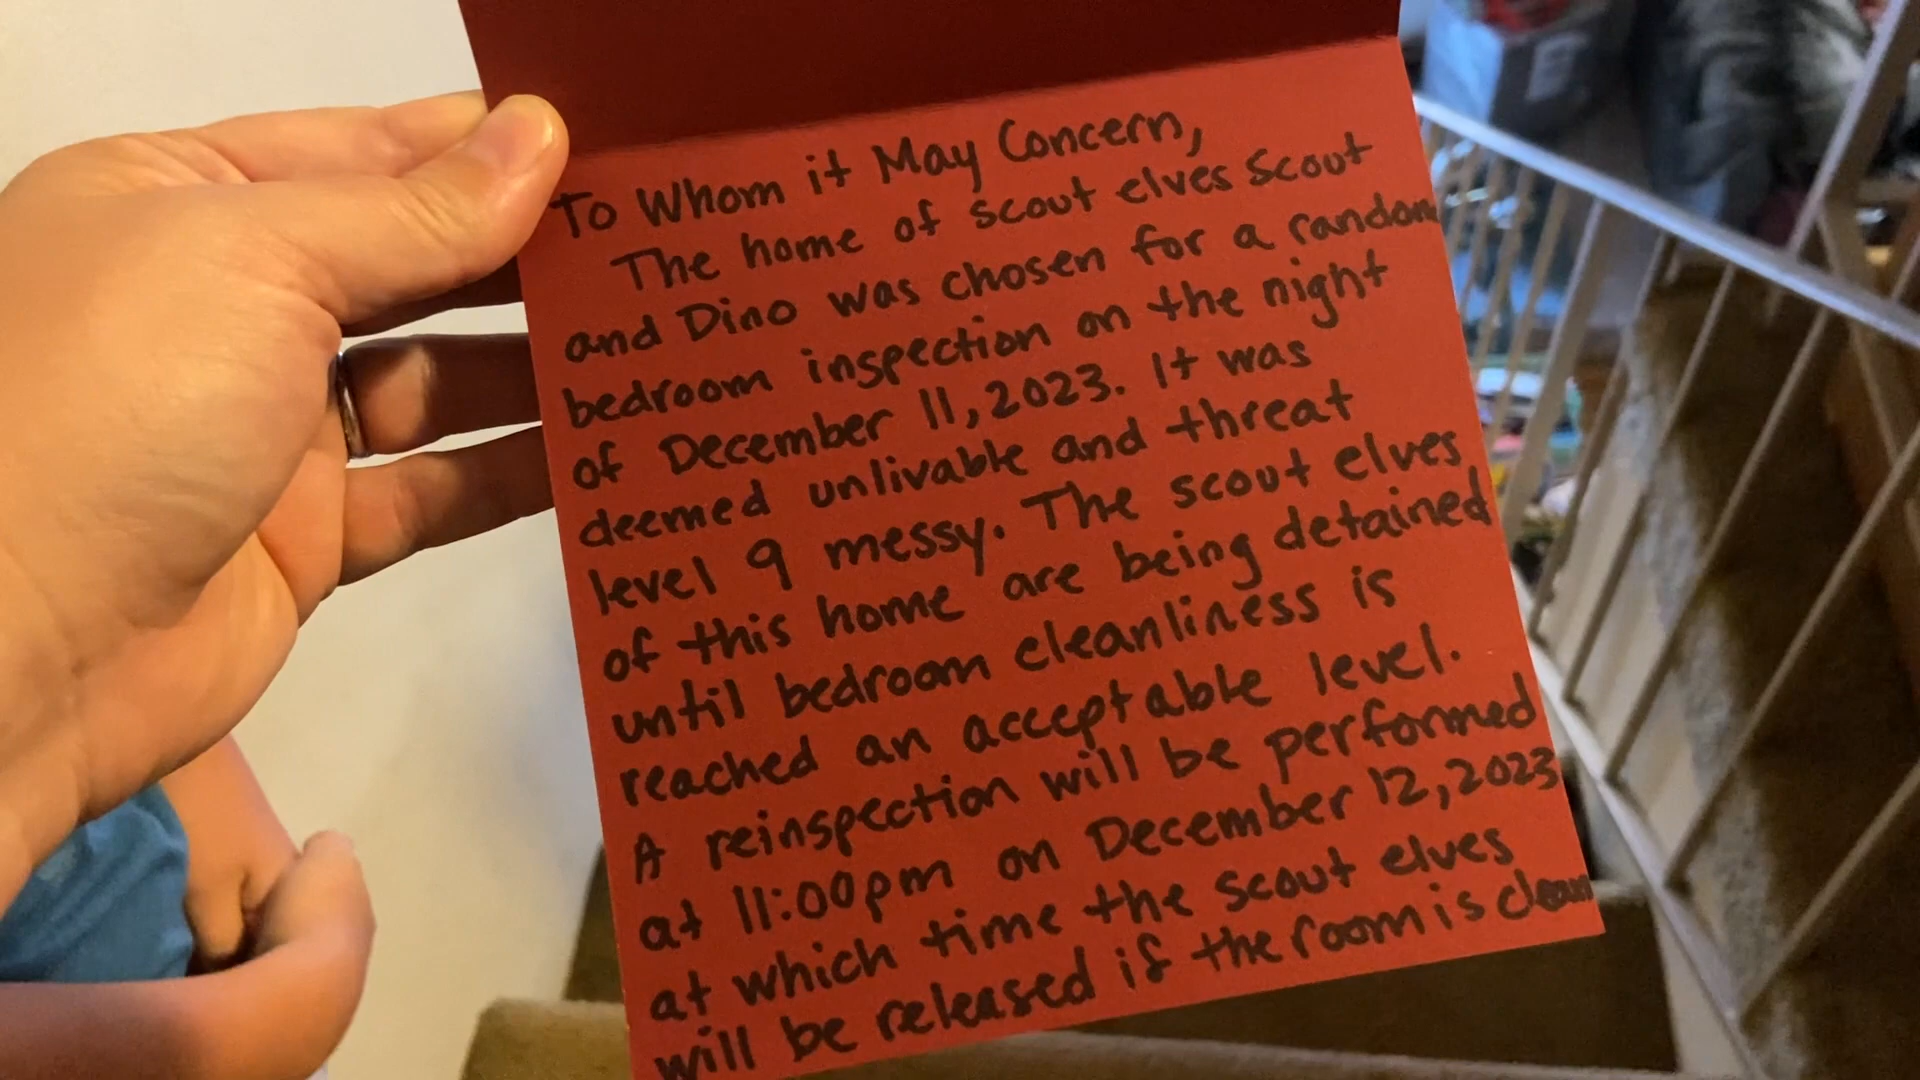 To Whom it May Concern,
The home of scout elves Scout
and Dino was chosen for a random
bedroom inspection on the night
of December 11, 2023. It was
deemed unlivable and threat
level 9 messy. The scout elves
of this home are being detained
until bedroom cleanliness is
reached an acceptable level.
A reinspection will be performed
at 11:00pm on December 12, 2023
at which time the scout elves
will be released if the room is clean